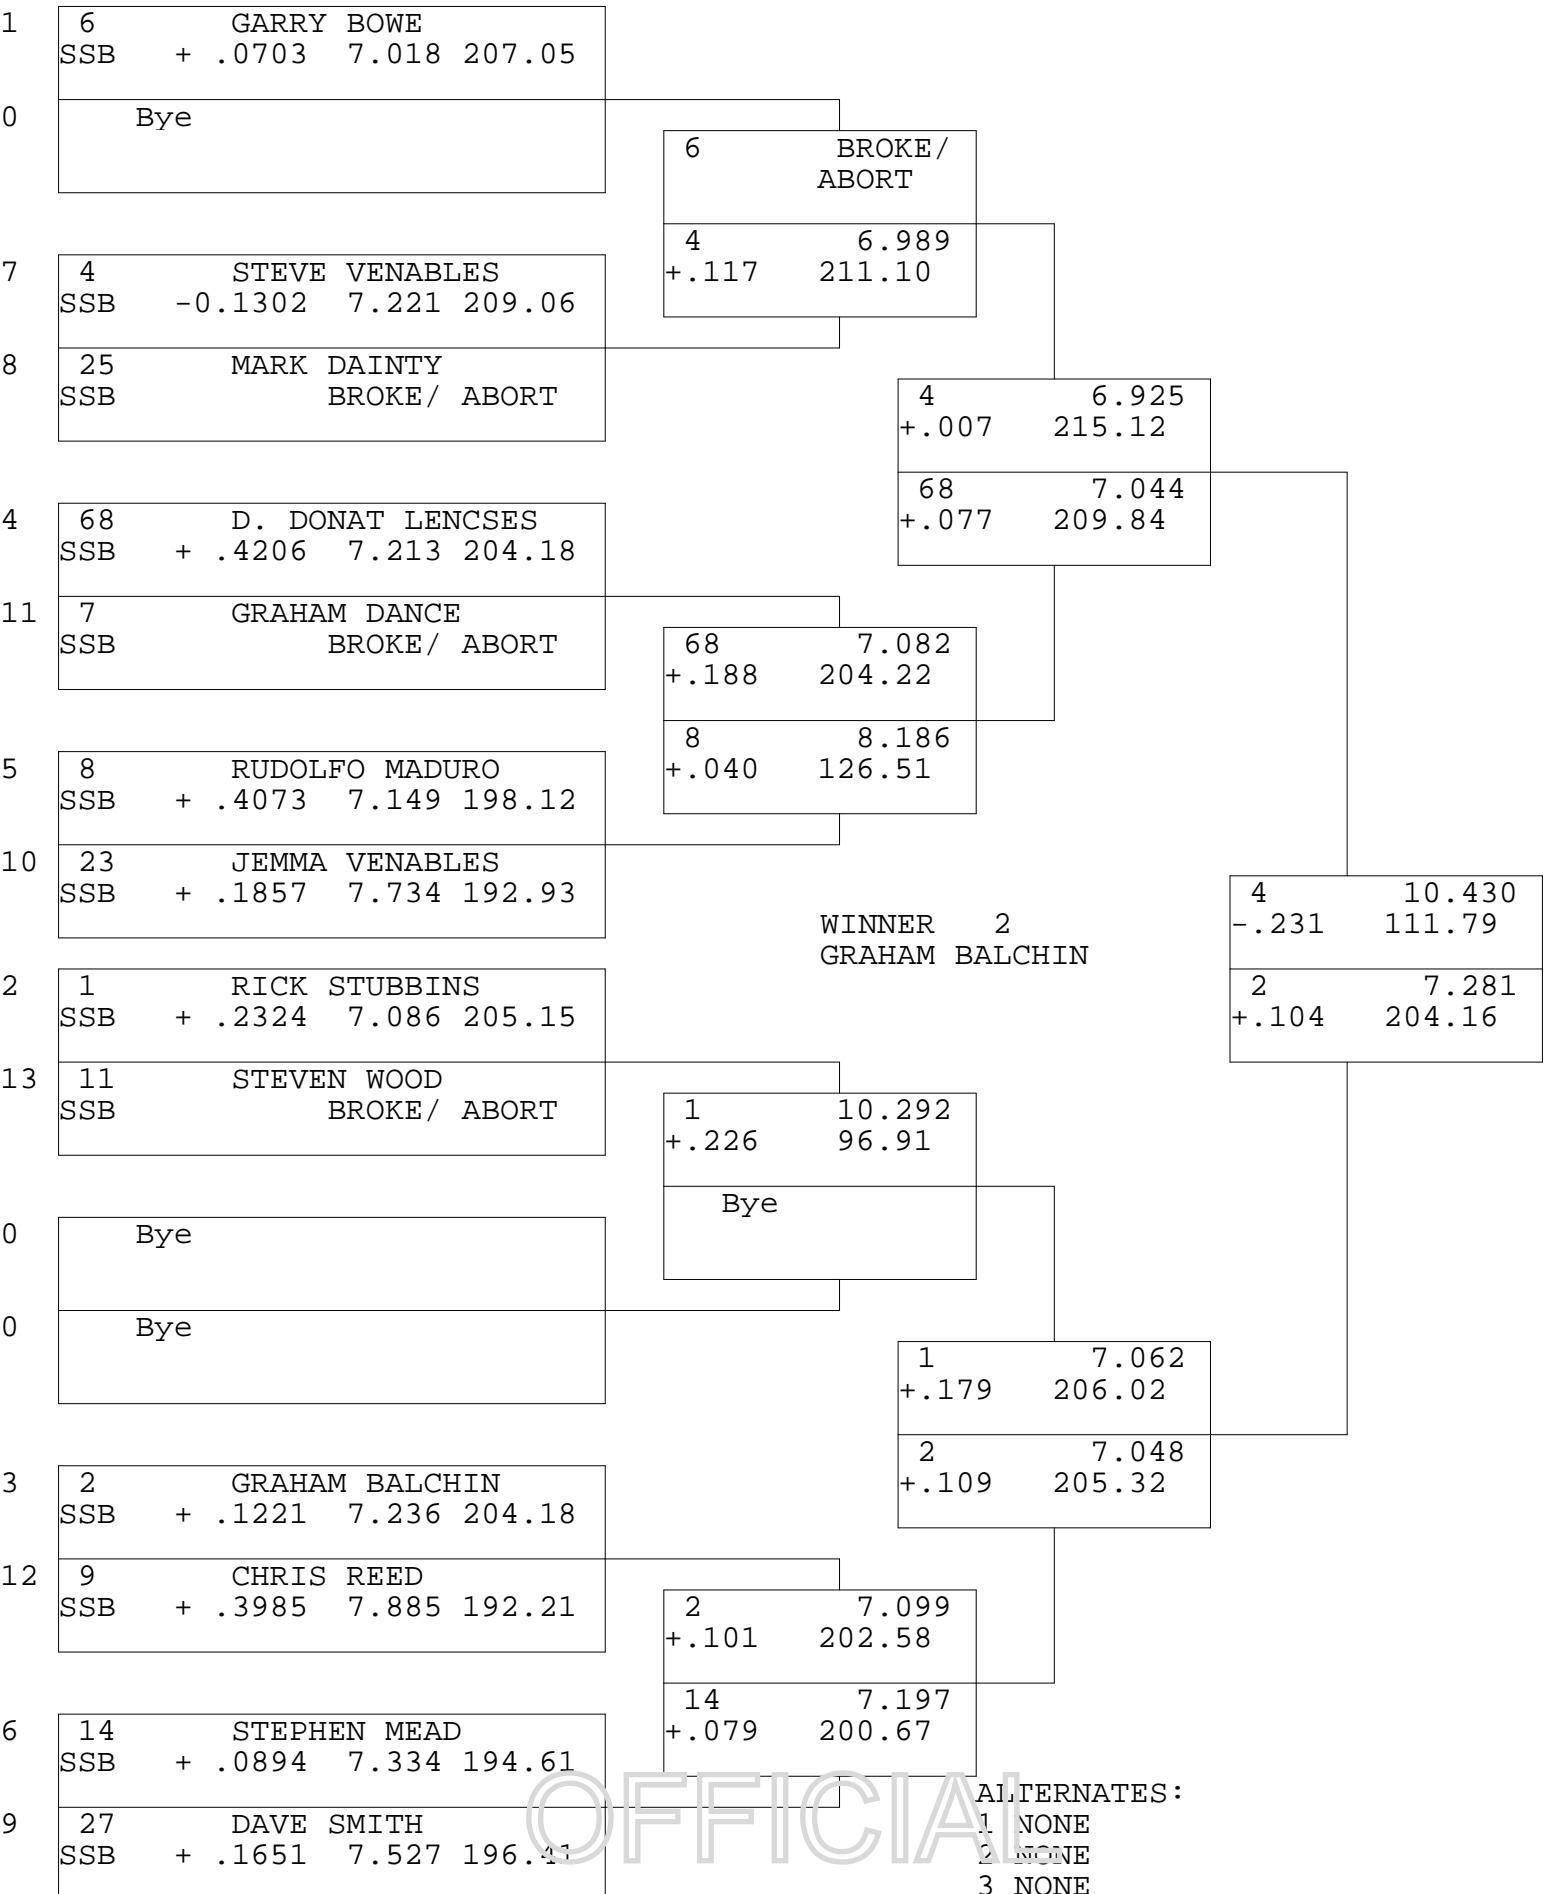 1 6 GARRY BOWE
SSB + .0703 7.018 207.05
0 Bye
7 4 STEVE VENABLES
SSB -0.1302 7.221 209.06
8 25 MARK DAINTY
SSB BROKE/ ABORT
4 68 D. DONAT LENCSES
SSB + .4206 7.213 204.18
11 7 GRAHAM DANCE
SSB BROKE/ ABORT
5 8 RUDOLFO MADURO
SSB + .4073 7.149 198.12
10 23 JEMMA VENABLES
SSB + .1857 7.734 192.93
2 1 RICK STUBBINS
SSB + .2324 7.086 205.15
13 11 STEVEN WOOD
SSB BROKE/ ABORT
0 Bye
0 Bye
3 2 GRAHAM BALCHIN
SSB + .1221 7.236 204.18
12 9 CHRIS REED
SSB + .3985 7.885 192.21
6 14 STEPHEN MEAD
SSB + .0894 7.334 194.61
9 27 DAVE SMITH
SSB + .1651 7.527 196.41
6 BROKE/
ABORT
4 6.989
+.117 211.10
68 7.082
+.188 204.22
8 8.186
+.040 126.51
1 10.292
+.226 96.91
Bye
2 7.099
+.101 202.58
14 7.197
+.079 200.67
4 6.925
+.007 215.12
68 7.044
+.077 209.84
1 7.062
+.179 206.02
2 7.048
+.109 205.32
4 10.430
-.231 111.79
2 7.281
+.104 204.16
WINNER 2
GRAHAM BALCHIN
OFFICIAL
ALTERNATES:
1 NONE
2 NONE
3 NONE